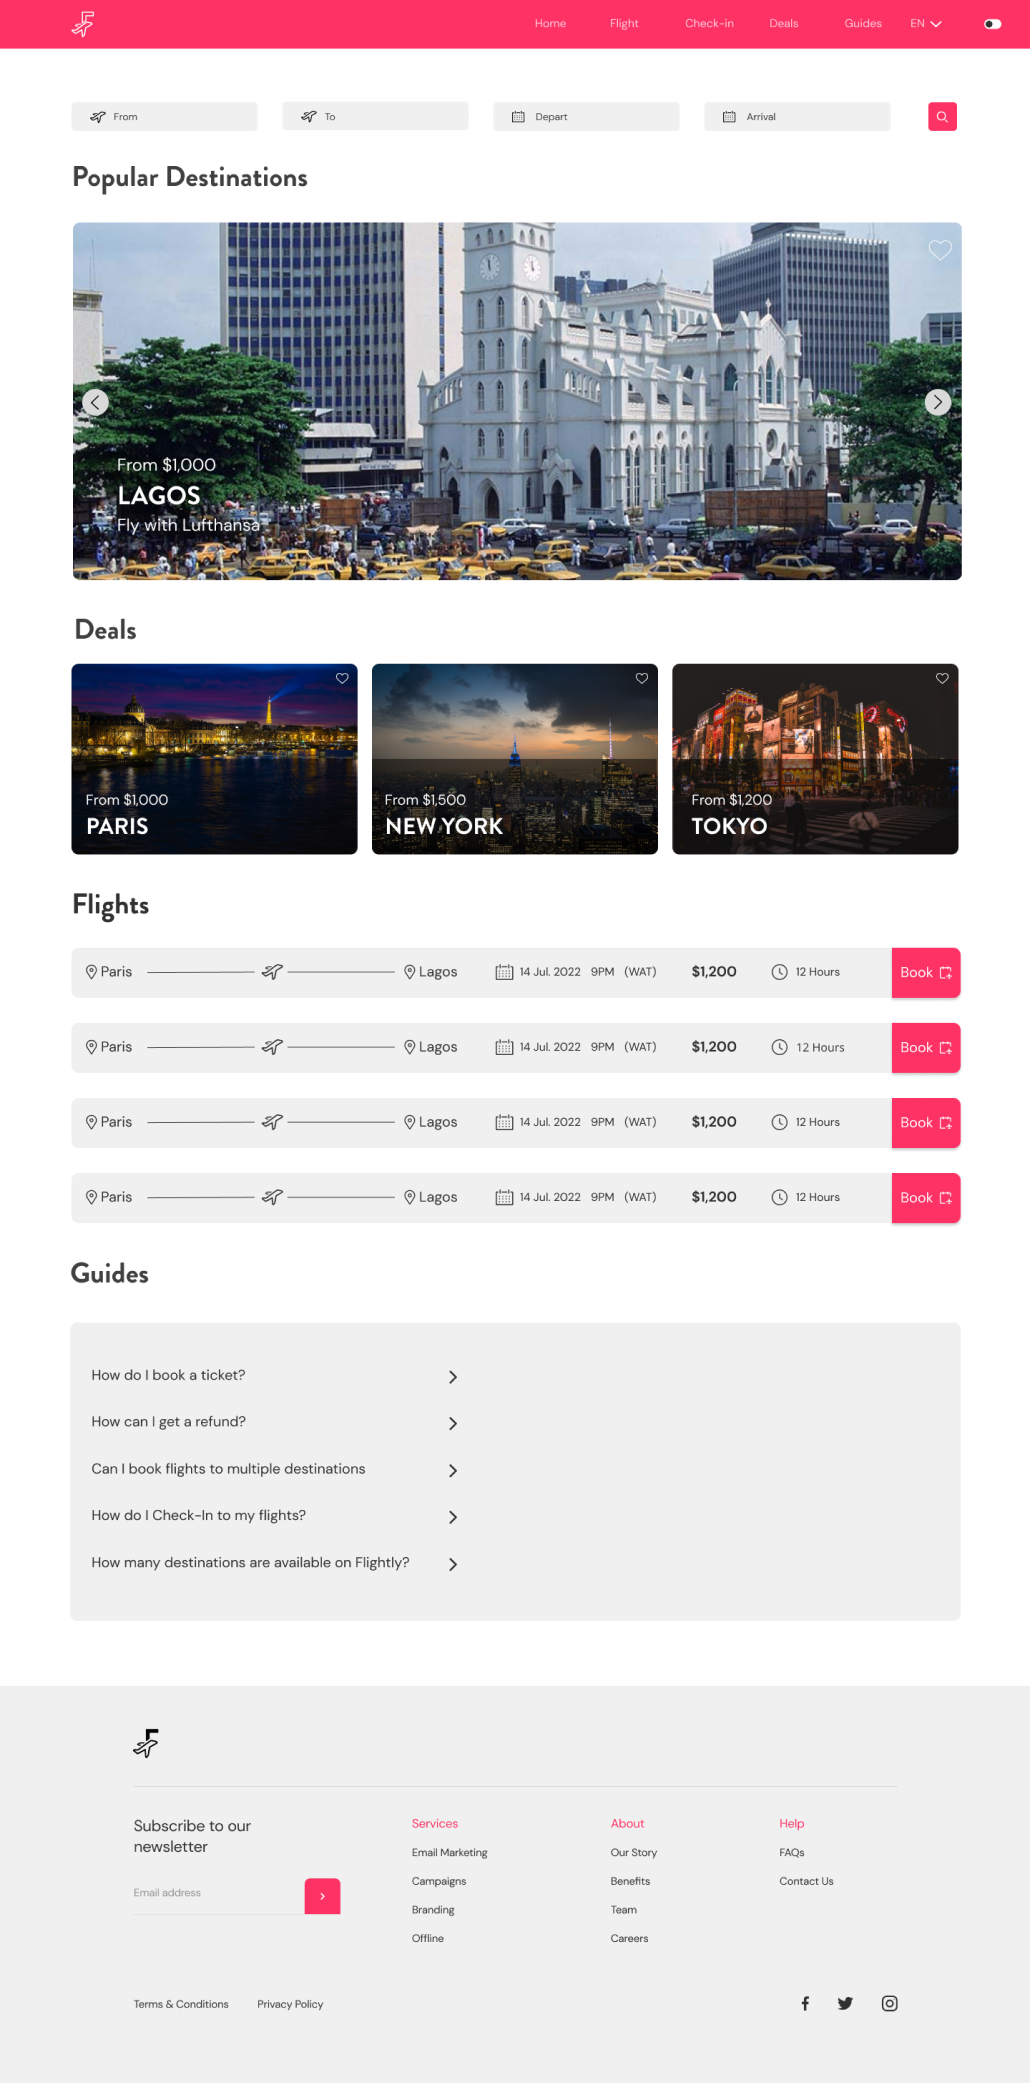 Home Flight Check-in Deals Guides EN
From To Depart Arrival
Popular Destinations
From $1,000
LAGOS
Fly with Lufthansa
Deals
From $1,000
PARIS
From $1,500
NEW YORK
From $1,200
TOKYO
Flights
Paris Lagos 14 Jul. 2022 9PM (WAT) $1,200 12 Hours Book
Paris Lagos 14 Jul. 2022 9PM (WAT) $1,200 12 Hours Book
Paris Lagos 14 Jul. 2022 9PM (WAT) $1,200 12 Hours Book
Paris Lagos 14 Jul. 2022 9PM (WAT) $1,200 12 Hours Book
Guides
How do I book a ticket?
How can I get a refund?
Can I book flights to multiple destinations
How do I Check-In to my flights?
How many destinations are available on Flightly?
Subscribe to our
newsletter
Email address
Services
Email Marketing
Campaigns
Branding
Offline
About
Our Story
Benefits
Team
Careers
Help
FAQs
Contact Us
Terms & Conditions Privacy Policy